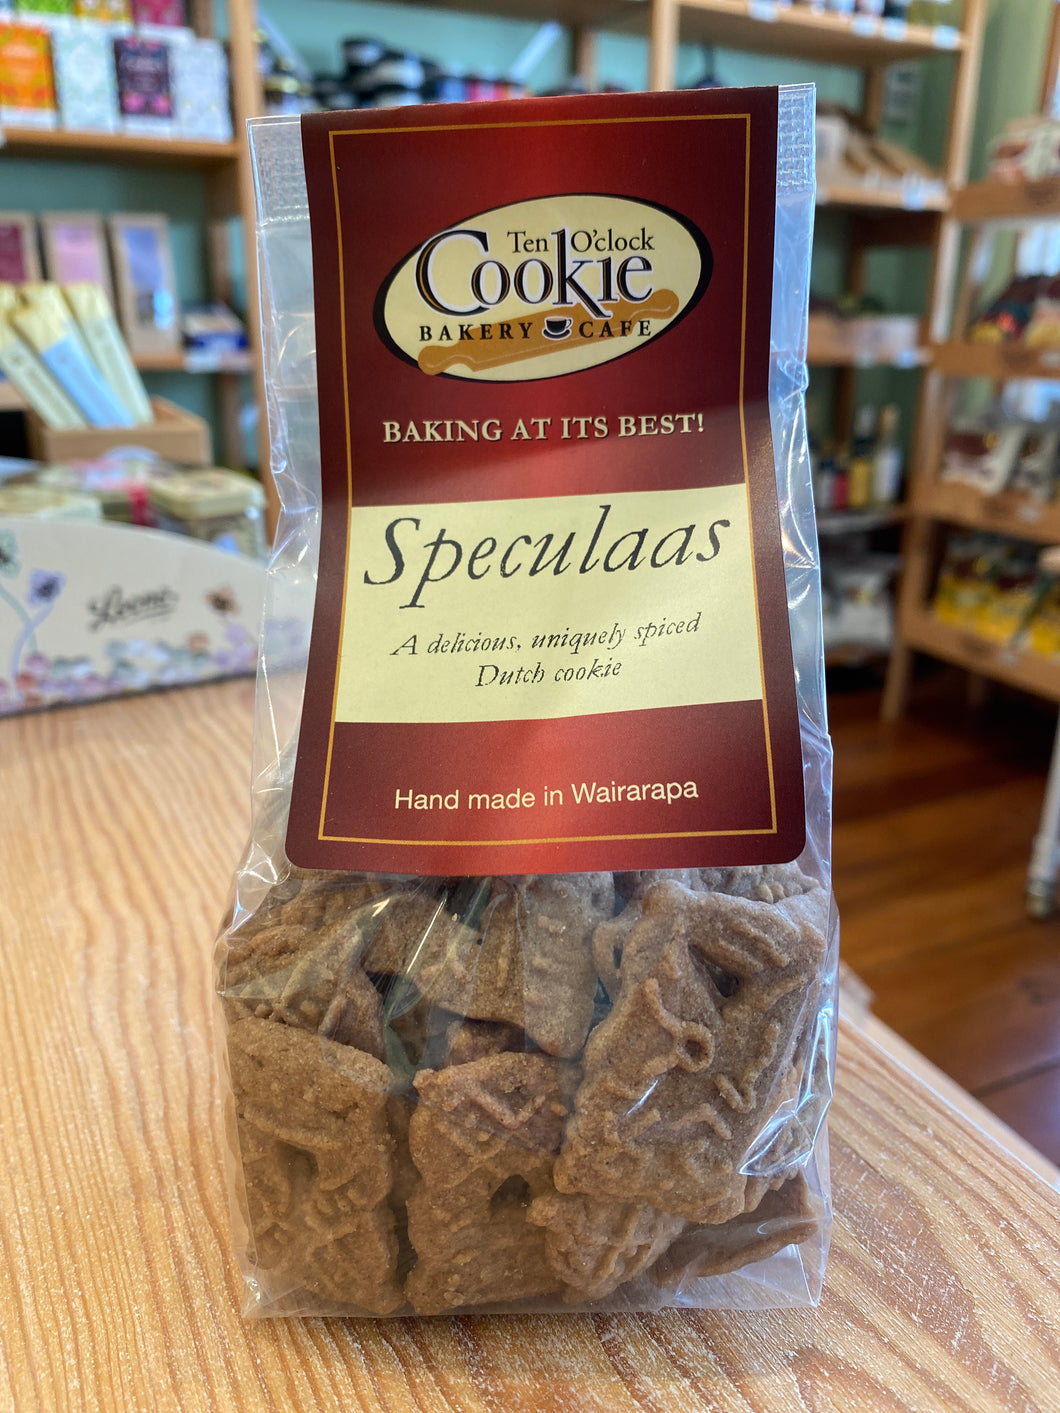 Ten O'clock
Cookie
BAKERY CAFE
BAKING AT ITS BEST!
Speculaas
A delicious, uniquely spiced
Dutch cookie
Hand made in Wairarapa
Leone